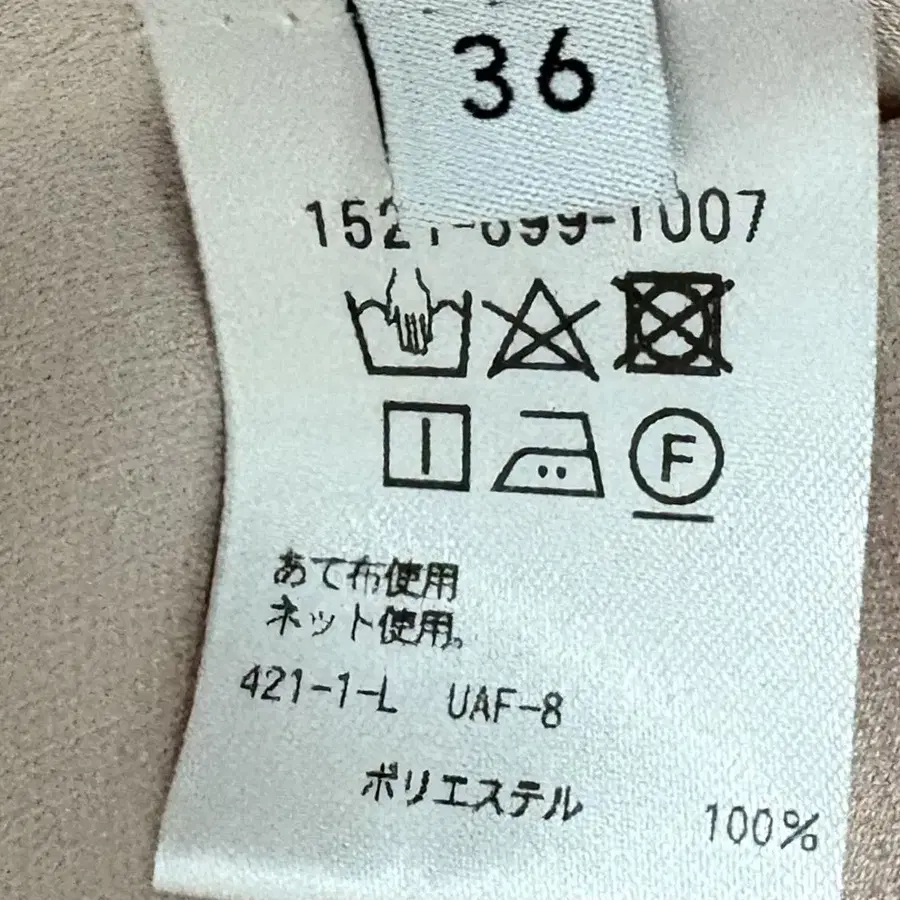 36
1521-699-1007
F
あて布使用
ネット使用。
421-1-L UAF-8
ポリエステル 100%